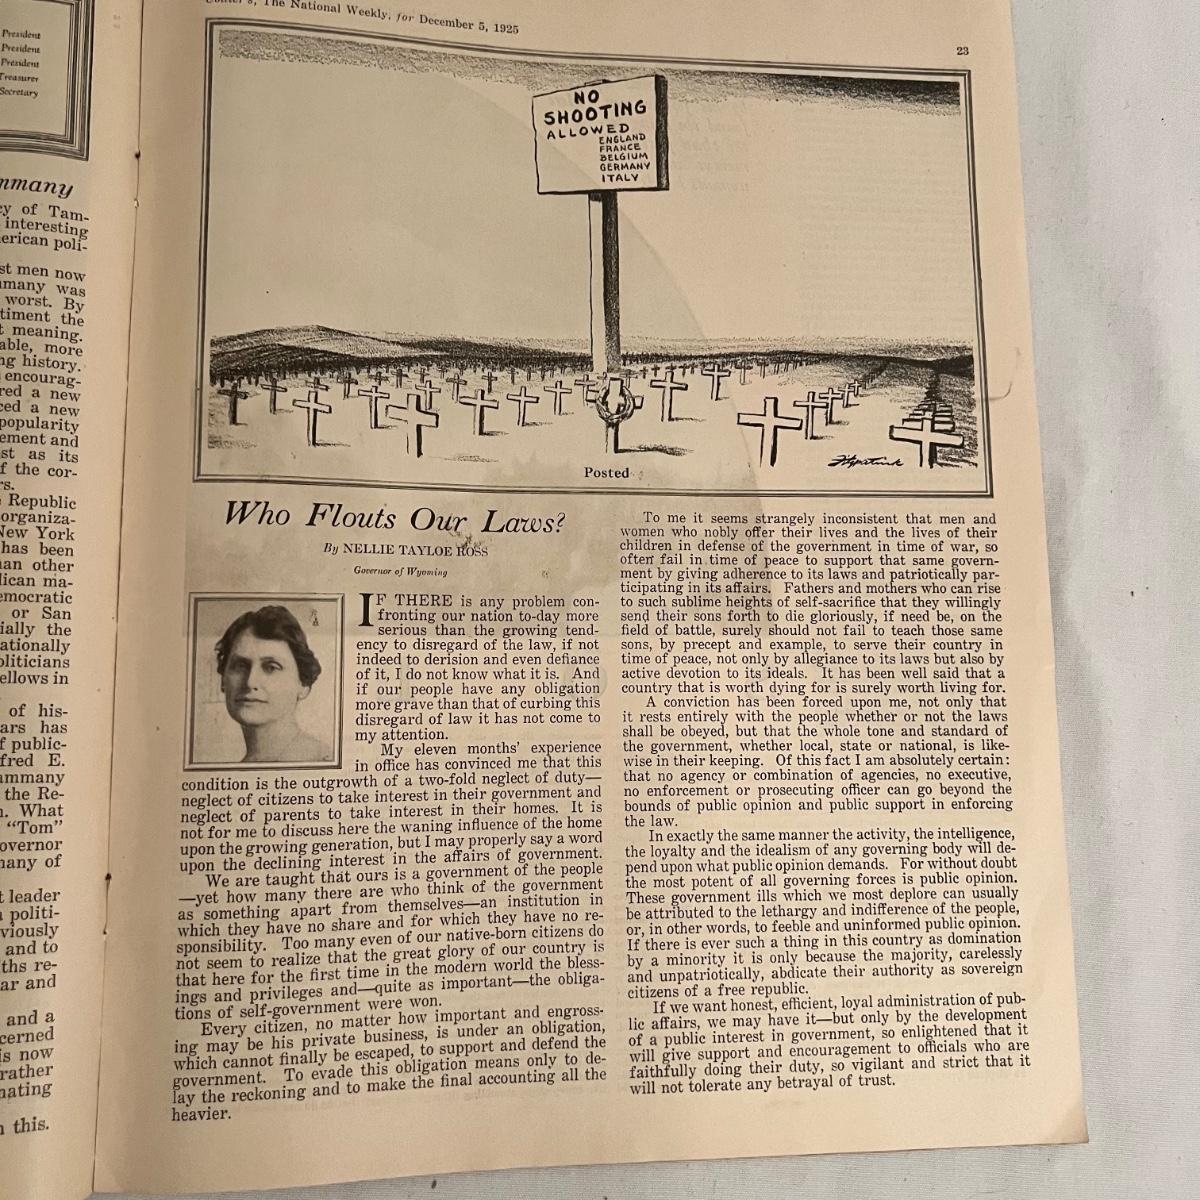 President
President
President
Treasurer
Secretary
mmany
cy of Tam-
interesting
erican poli-
st men now
mmany was
worst. By
timent the
t meaning.
able, more
ng history.
encourag-
red a new
ced a new
popularity
ement and
st as its
f the cor-
rs.
Republic
organiza-
New York
has been
han other
lican ma-
emocratic
or San
ially the
ationally
oliticians
ellows in
of his-
ars has
f public-
fred E.
ammany
the Re-
n. What
"Tom"
overnor
many of
t leader
politi-
viously
and to
ths re-
ar and
and a
cerned
is now
rather
nating
n this.
The National Weekly, for December 5, 1925
23
NO
SHOOTING
ALLOWED
ENGLAND
FRANCE
BELGIUM
GERMANY
ITALY
Fitzpatrick
Posted
Who Flouts Our Laws?
By NELLIE TAYLOE ROSS
Governor of Wyoming
IF THERE is any problem con-
fronting our nation to-day more
serious than the growing tend-
ency to disregard of the law, if not
indeed to derision and even defiance
of it, I do not know what it is. And
if our people have any obligation
more grave than that of curbing this
disregard of law it has not come to
my attention.
My eleven months' experience
in office has convinced me that this
condition is the outgrowth of a two-fold neglect of duty—
neglect of citizens to take interest in their government and
neglect of parents to take interest in their homes. It is
not for me to discuss here the waning influence of the home
upon the growing generation, but I may properly say a word
upon the declining interest in the affairs of government.
We are taught that ours is a government of the people
—yet how many there are who think of the government
as something apart from themselves—an institution in
which they have no share and for which they have no re-
sponsibility. Too many even of our native-born citizens do
not seem to realize that the great glory of our country is
that here for the first time in the modern world the bless-
ings and privileges and—quite as important—the obliga-
tions of self-government were won.
Every citizen, no matter how important and engross-
ing may be his private business, is under an obligation,
which cannot finally be escaped, to support and defend the
government. To evade this obligation means only to de-
lay the reckoning and to make the final accounting all the
heavier.
To me it seems strangely inconsistent that men and
women who nobly offer their lives and the lives of their
children in defense of the government in time of war, so
often fail in time of peace to support that same govern-
ment by giving adherence to its laws and patriotically par-
ticipating in its affairs. Fathers and mothers who can rise
to such sublime heights of self-sacrifice that they willingly
send their sons forth to die gloriously, if need be, on the
field of battle, surely should not fail to teach those same
sons, by precept and example, to serve their country in
time of peace, not only by allegiance to its laws but also by
active devotion to its ideals. It has been well said that a
country that is worth dying for is surely worth living for.
A conviction has been forced upon me, not only that
it rests entirely with the people whether or not the laws
shall be obeyed, but that the whole tone and standard of
the government, whether local, state or national, is like-
wise in their keeping. Of this fact I am absolutely certain:
that no agency or combination of agencies, no executive,
no enforcement or prosecuting officer can go beyond the
bounds of public opinion and public support in enforcing
the law.
In exactly the same manner the activity, the intelligence,
the loyalty and the idealism of any governing body will de-
pend upon what public opinion demands. For without doubt
the most potent of all governing forces is public opinion.
These government ills which we most deplore can usually
be attributed to the lethargy and indifference of the people,
or, in other words, to feeble and uninformed public opinion.
If there is ever such a thing in this country as domination
by a minority it is only because the majority, carelessly
and unpatriotically, abdicate their authority as sovereign
citizens of a free republic.
If we want honest, efficient, loyal administration of pub-
lic affairs, we may have it—but only by the development
of a public interest in government, so enlightened that it
will give support and encouragement to officials who are
faithfully doing their duty, so vigilant and strict that it
will not tolerate any betrayal of trust.